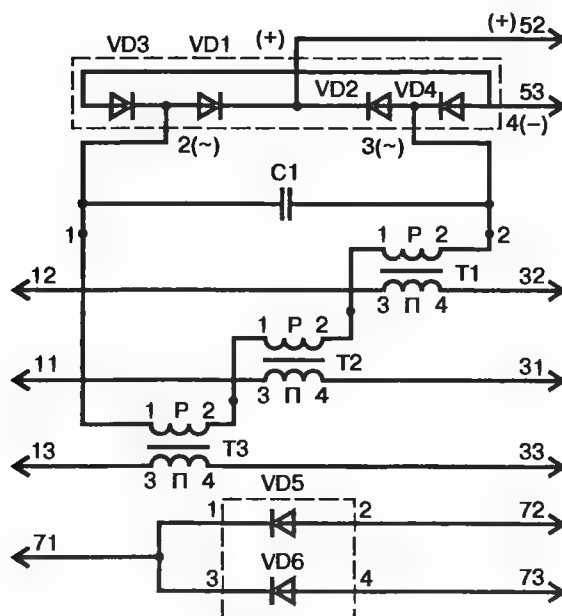 (+) (+) 52
VD3 VD1
VD2 VD4 53
2(~) 3(~) 4(–)
C1
1 1 P 2 2
12 T1 32
3 П 4
1 P 2
11 T2 31
3 П 4
1 P 2
13 T3 33
3 П 4
VD5
1 2 72
71
VD6
3 4 73